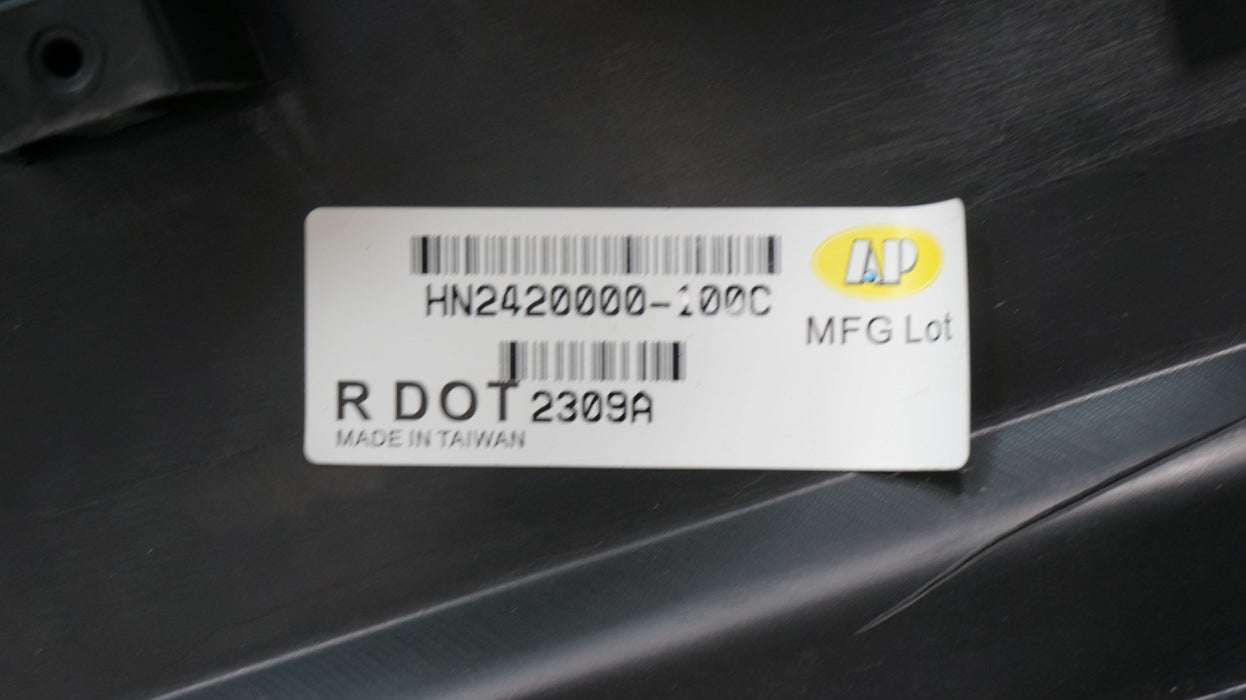 AP
HN2420000-100C
MFG Lot
R DOT 2309A
MADE IN TAIWAN